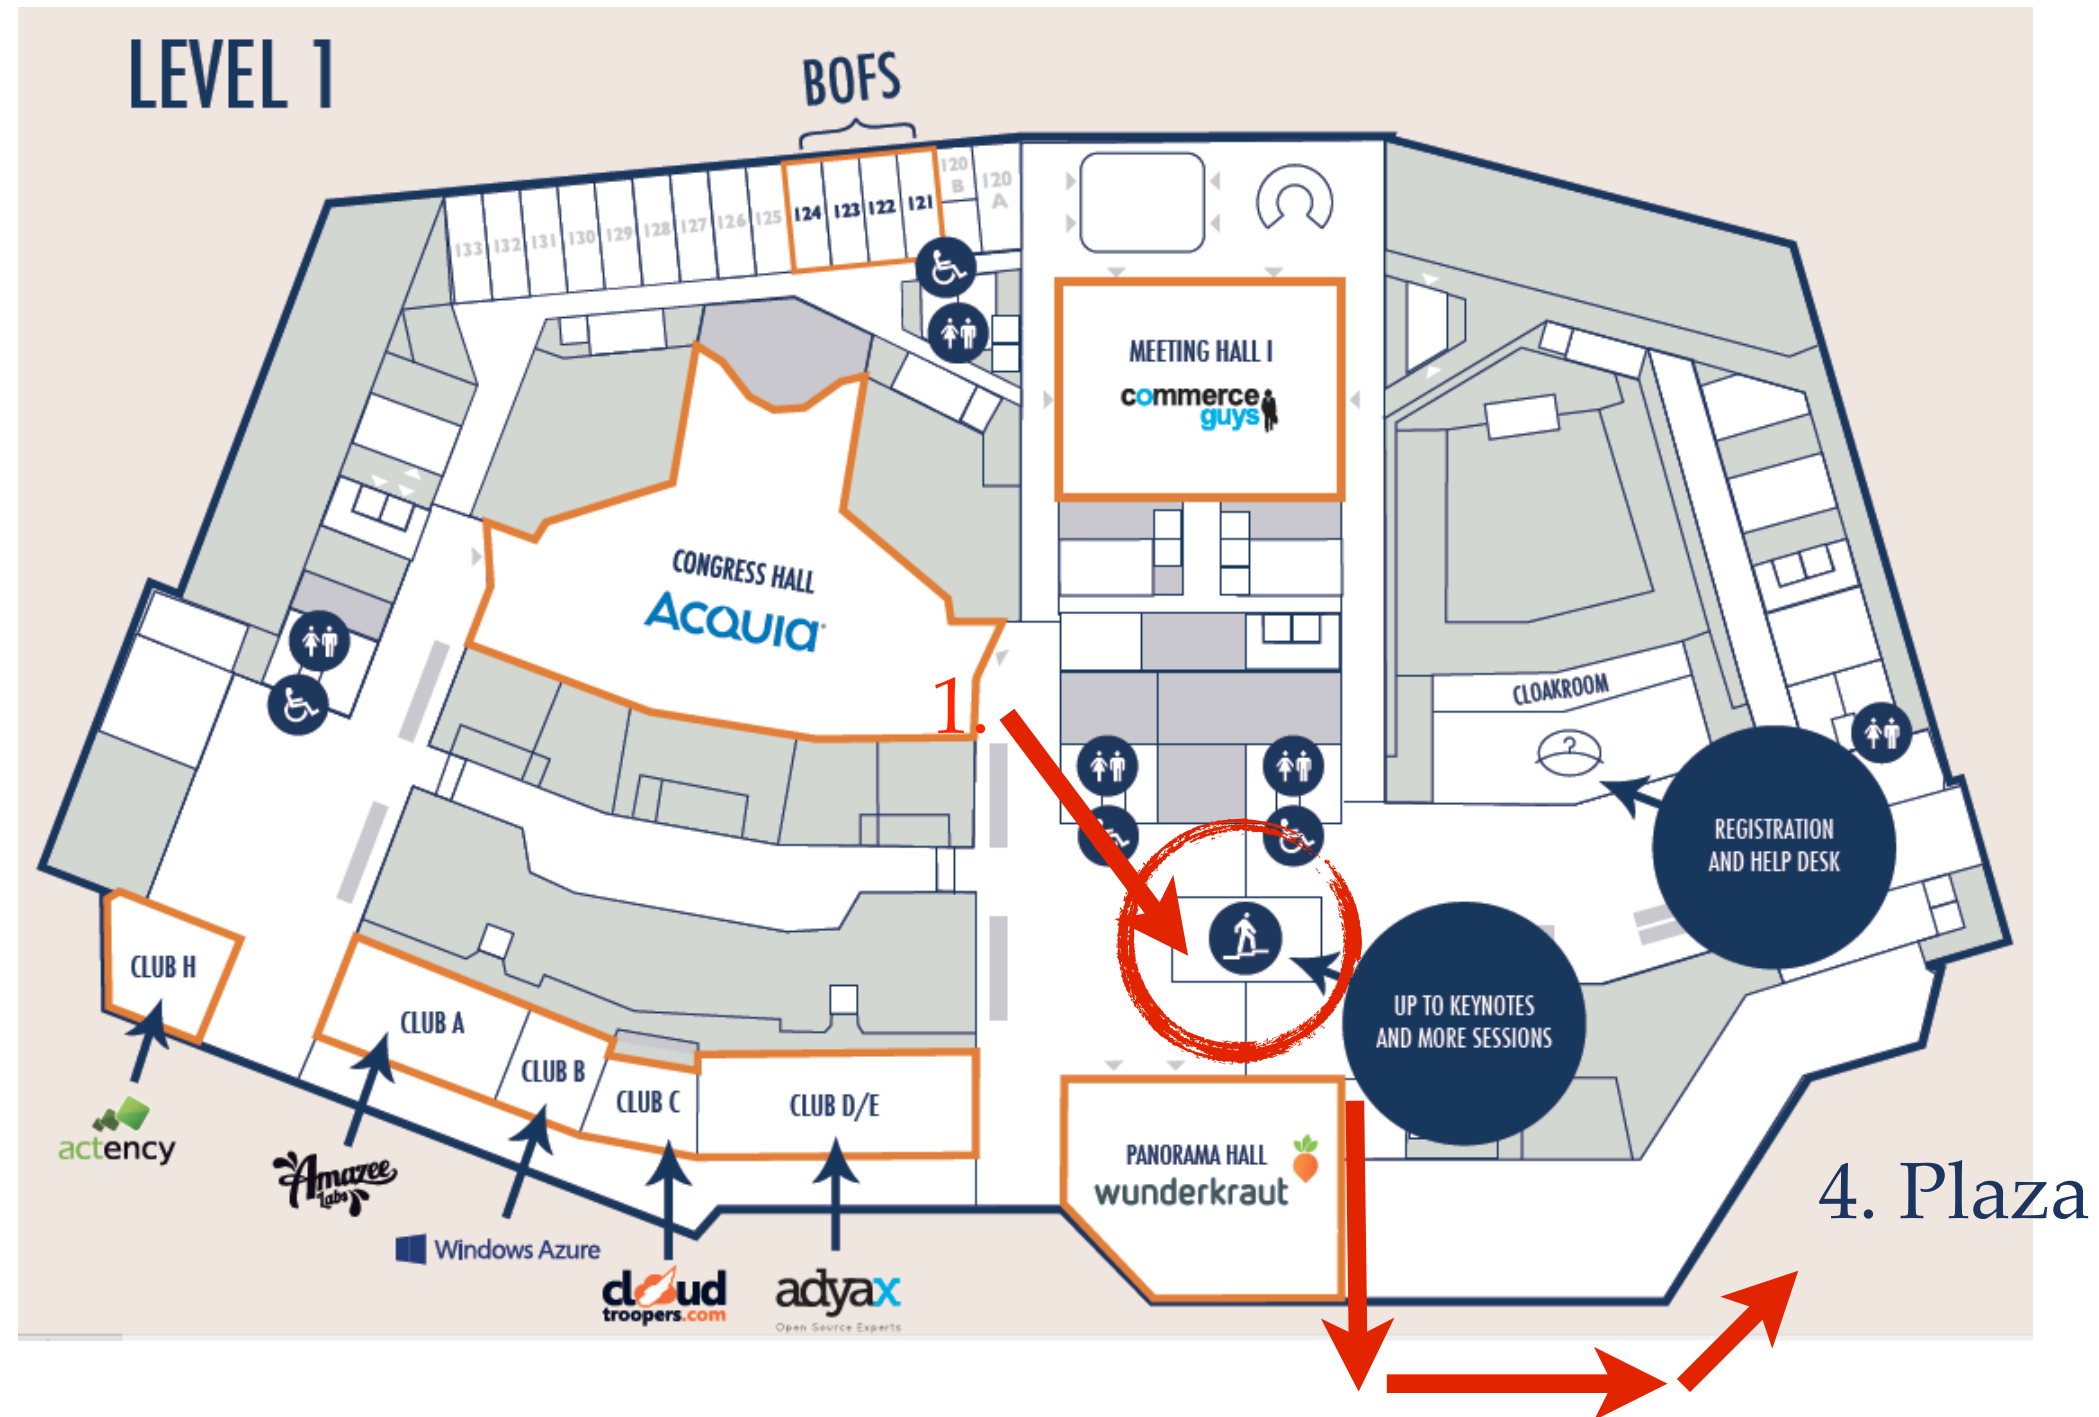 LEVEL 1
BOFS
133 132 131 130 129 128 127 126 125 124 123 122 121
120
B
120
A
MEETING HALL I
commerce
guys
CONGRESS HALL
ACQUIA
1.
CLOAKROOM
?
REGISTRATION
AND HELP DESK
UP TO KEYNOTES
AND MORE SESSIONS
CLUB H
CLUB A
CLUB B
CLUB C
CLUB D/E
PANORAMA HALL
wunderkraut
4. Plaza
actency
Amazee
Labs
Windows Azure
cloud
troopers.com
adyax
Open Source Experts